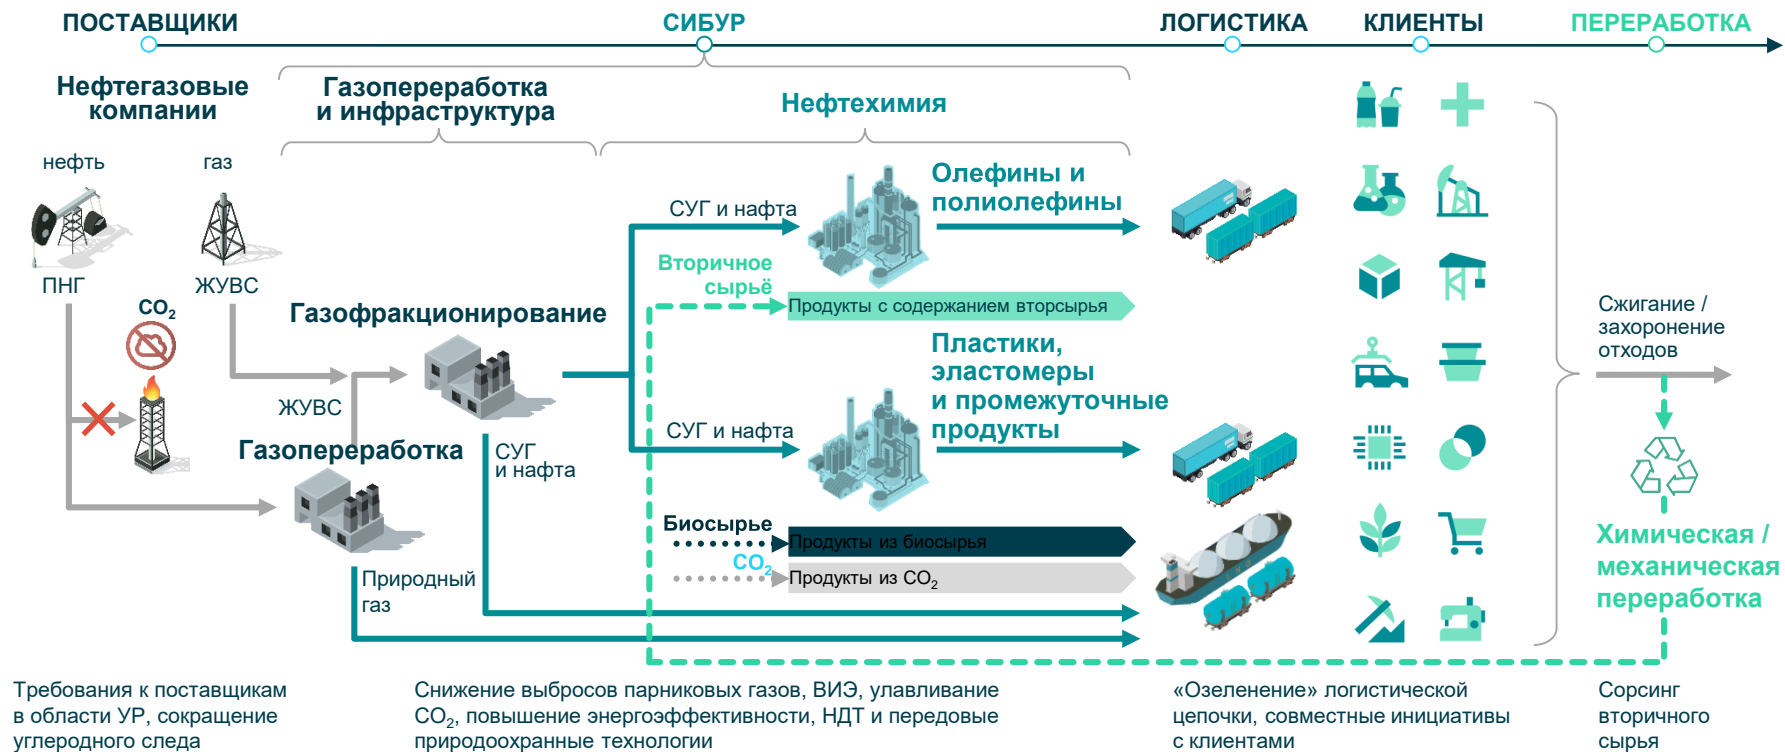 ПОСТАВЩИКИ
СИБУР
ЛОГИСТИКА
КЛИЕНТЫ
ПЕРЕРАБОТКА
Нефтегазовые
компании
Газопереработка
и инфраструктура
Нефтехимия
нефть
газ
ПНГ
ЖУВС
CO₂
Газофракционирование
ЖУВС
Газопереработка
СУГ
и нафта
Природный
газ
СУГ и нафта
Олефины и
полиолефины
Вторичное
сырьё
Продукты с содержанием вторсырья
СУГ и нафта
Пластики,
эластомеры
и промежуточные
продукты
Биосырье
Продукты из биосырья
CO₂
Продукты из CO₂
Сжигание /
захоронение
отходов
Химическая /
механическая
переработка
Требования к поставщикам
в области УР, сокращение
углеродного следа
Снижение выбросов парниковых газов, ВИЭ, улавливание
CO₂, повышение энергоэффективности, НДТ и передовые
природоохранные технологии
«Озеленение» логистической
цепочки, совместные инициативы
с клиентами
Сорсинг
вторичного
сырья